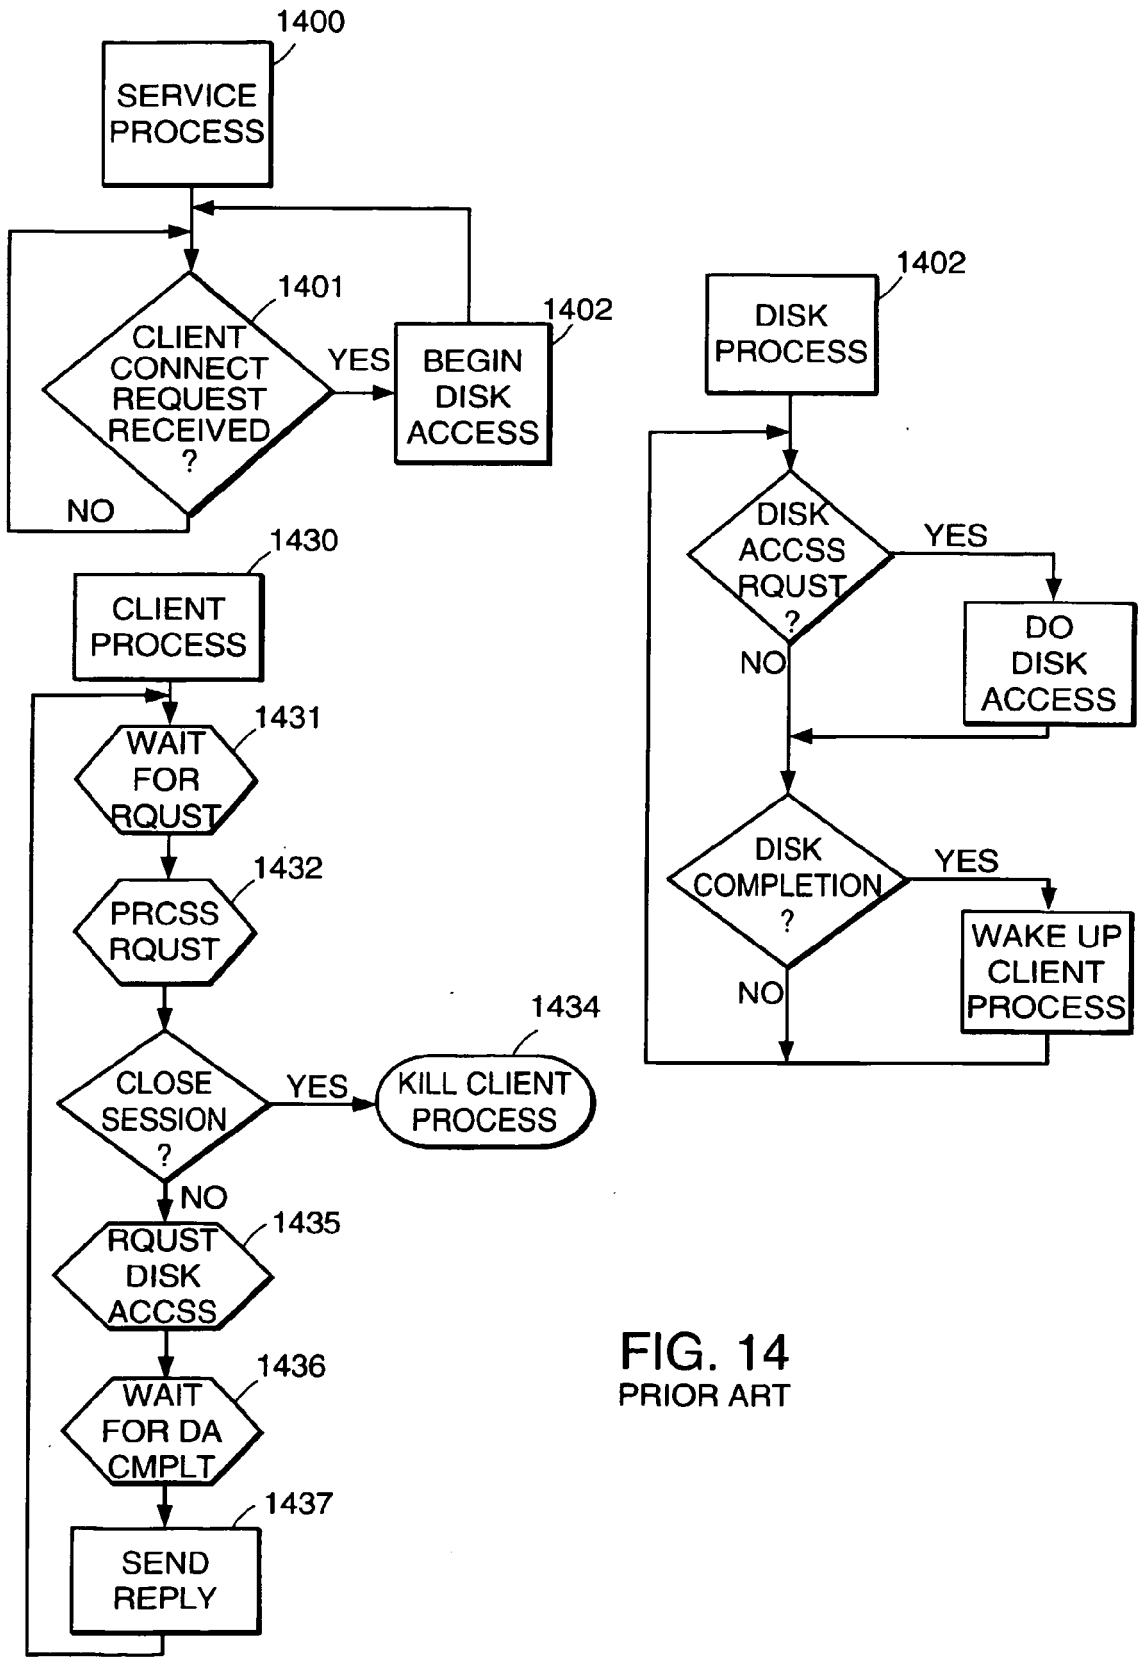 1400
SERVICE
PROCESS
1401
CLIENT
CONNECT
REQUEST
RECEIVED
?
YES
NO
1402
BEGIN
DISK
ACCESS
1430
CLIENT
PROCESS
1431
WAIT
FOR
RQUST
1432
PRCSS
RQUST
CLOSE
SESSION
?
YES
1434
KILL CLIENT
PROCESS
NO
1435
RQUST
DISK
ACCSS
1436
WAIT
FOR DA
CMPLT
1437
SEND
REPLY
1402
DISK
PROCESS
DISK
ACCSS
RQUST
?
YES
NO
DO
DISK
ACCESS
DISK
COMPLETION
?
YES
NO
WAKE UP
CLIENT
PROCESS
FIG. 14
PRIOR ART